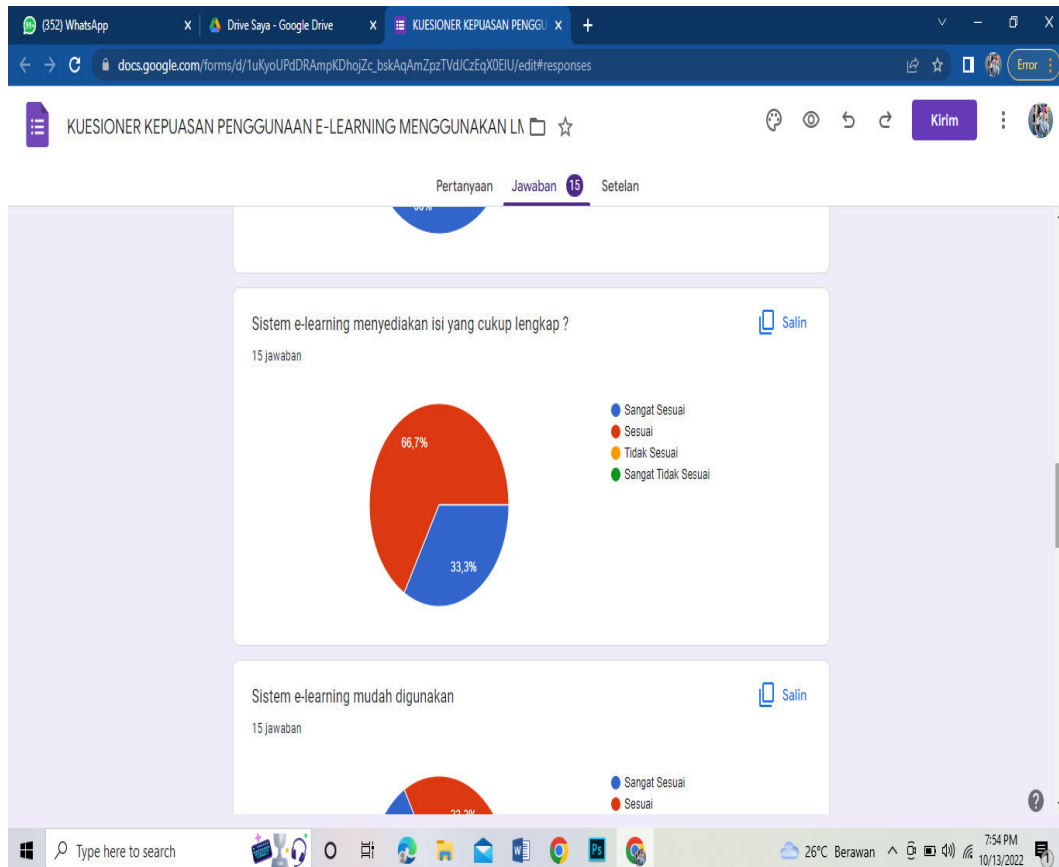 (352) WhatsApp
Drive Saya - Google Drive
KUESIONER KEPUASAN PENGGU
docs.google.com/forms/d/1uKyoUPdDRAmpKDhojZc_bskAqAmZpzTVdJCzEqX0EIU/edit#responses
Error
KUESIONER KEPUASAN PENGGUNAAN E-LEARNING MENGGUNAKAN LM
Kirim
Pertanyaan Jawaban 15 Setelan
Sistem e-learning menyediakan isi yang cukup lengkap ?
Salin
15 jawaban
66,7%
33,3%
Sangat Sesuai
Sesuai
Tidak Sesuai
Sangat Tidak Sesuai
Sistem e-learning mudah digunakan
Salin
15 jawaban
Sangat Sesuai
Sesuai
Type here to search
26°C Berawan
7:54 PM
10/13/2022